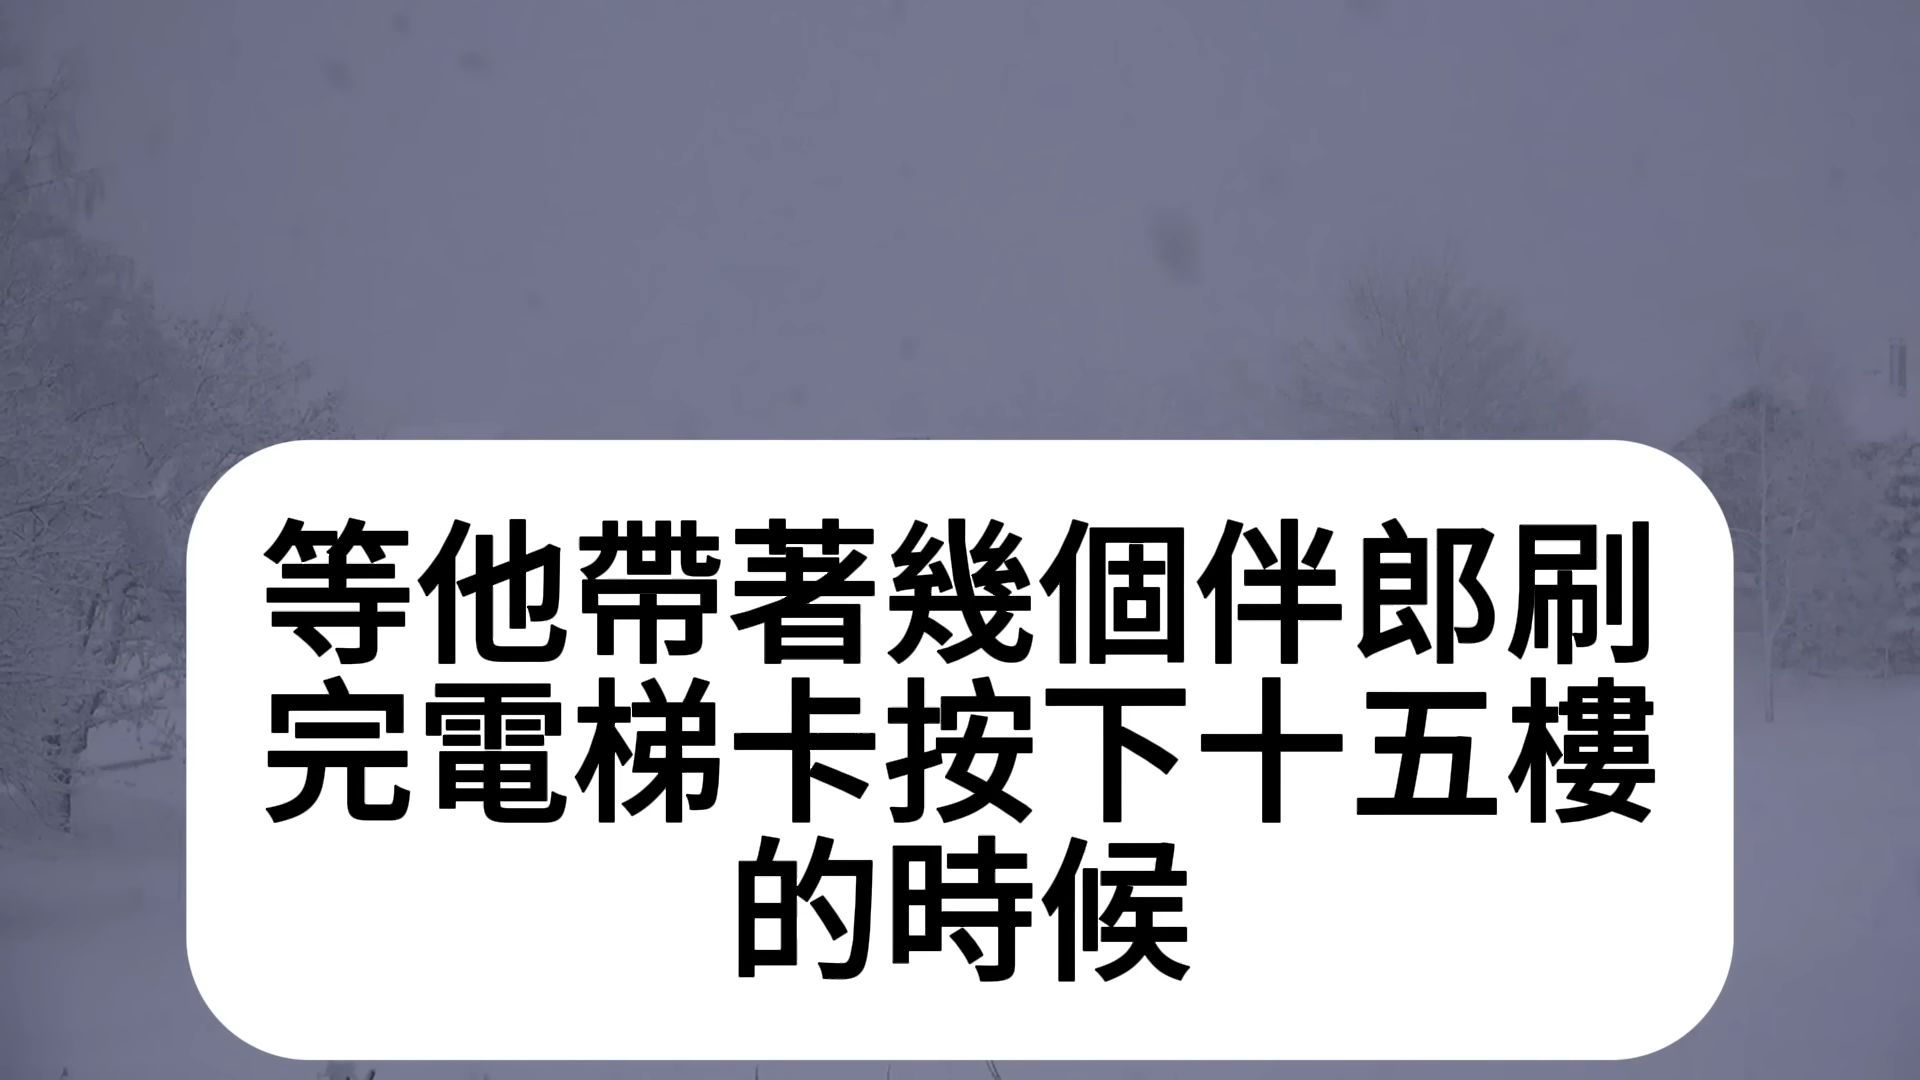 等他帶著幾個伴郎刷
完電梯卡按下十五樓
的時候